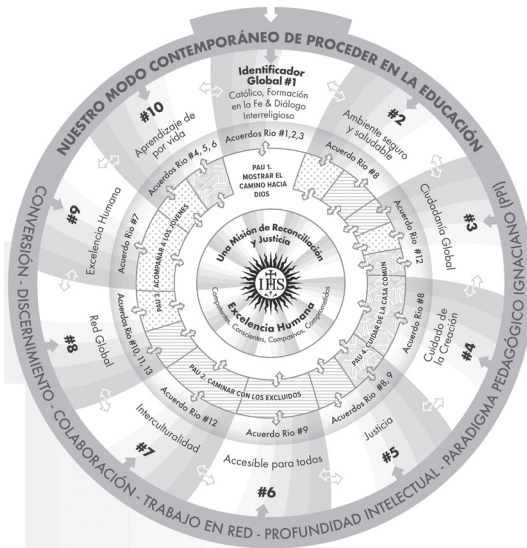 NUESTRO MODO CONTEMPORÁNEO DE PROCEDER EN LA EDUCACIÓN
CONVERSIÓN - DISCERNIMIENTO - COLABORACIÓN - TRABAJO EN RED - PROFUNDIDAD INTELECTUAL - PARADIGMA PEDAGÓGICO IGNACIANO (PPI)
Identificador
Global #1
Católico, Formación
en la Fe & Diálogo
Interreligioso
Acuerdos Rio #1,2,3
#2
Ambiente seguro
y saludable
Acuerdo Rio #8
#3
Ciudadanía Global
Acuerdo Rio #12
#4
Cuidado de
la Creación
Acuerdo Rio #8
#5
Justicia
Acuerdos Rio #8, 9
#6
Accesible para todos
Acuerdo Rio #9
#7
Interculturalidad
Acuerdo Rio #12
#8
Red Global
Acuerdos Rio #10, 11, 13
#9
Excelencia Humana
Acuerdo Rio #7
#10
Aprendizaje de
por vida
Acuerdos Rio #4, 5, 6
PAU 1.
MOSTRAR EL
CAMINO HACIA
DIOS
PAU 4. CUIDAR DE LA CASA COMÚN
PAU 2. CAMINAR CON LOS EXCLUIDOS
PAU 3. ACOMPAÑAR A LOS JÓVENES
Una Misión de Reconciliación
y Justicia
IHS
Excelencia Humana
Competentes, Conscientes, Compasivos, Comprometidos